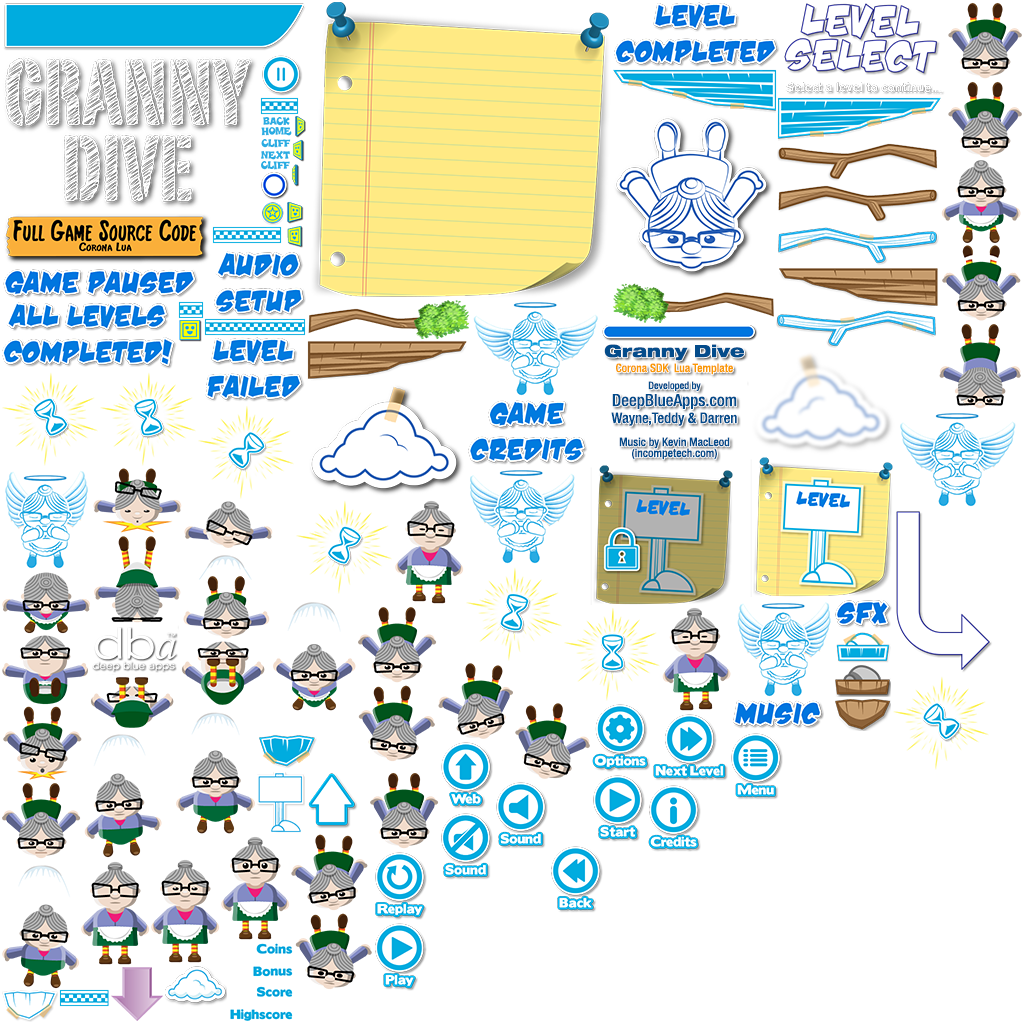 GRANNY
DIVE
FULL GAME SOURCE CODE
CORONA LUA
GAME PAUSED
ALL LEVELS
COMPLETED!
BACK
HOME
CLIFF
NEXT
CLIFF
AUDIO
SETUP
LEVEL
FAILED
LEVEL
COMPLETED
LEVEL
SELECT
Select a level to continue...
GAME
CREDITS
Granny Dive
Corona SDK Lua Template
Developed by
DeepBlueApps.com
Wayne,Teddy & Darren
Music by Kevin MacLeod
(incompetech.com)
LEVEL
LEVEL
SFX
MUSIC
dba
TM
deep blue apps
Options
Next Level
Menu
Web
Sound
Start
Credits
Sound
Back
Replay
Play
Coins
Bonus
Score
Highscore